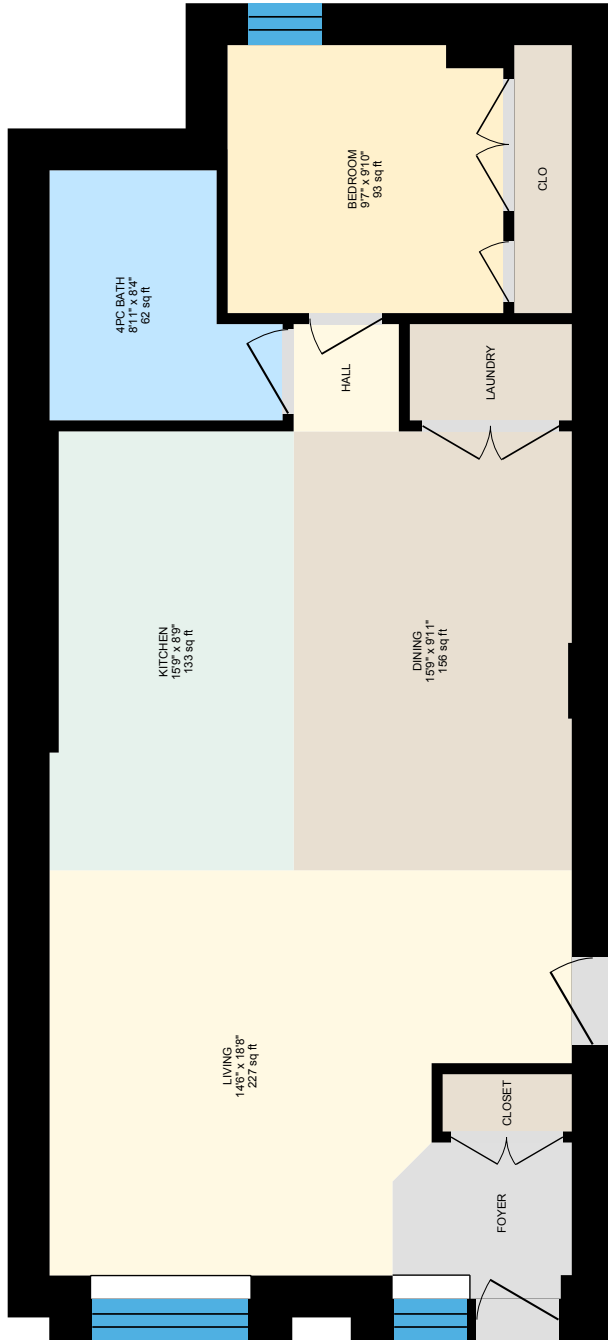 BEDROOM
9'7" x 9'10"
93 sq ft
CLO
4PC BATH
8'11" x 8'4"
62 sq ft
HALL
LAUNDRY
KITCHEN
15'9" x 8'9"
133 sq ft
DINING
15'9" x 9'11"
156 sq ft
LIVING
14'6" x 18'8"
227 sq ft
CLOSET
FOYER